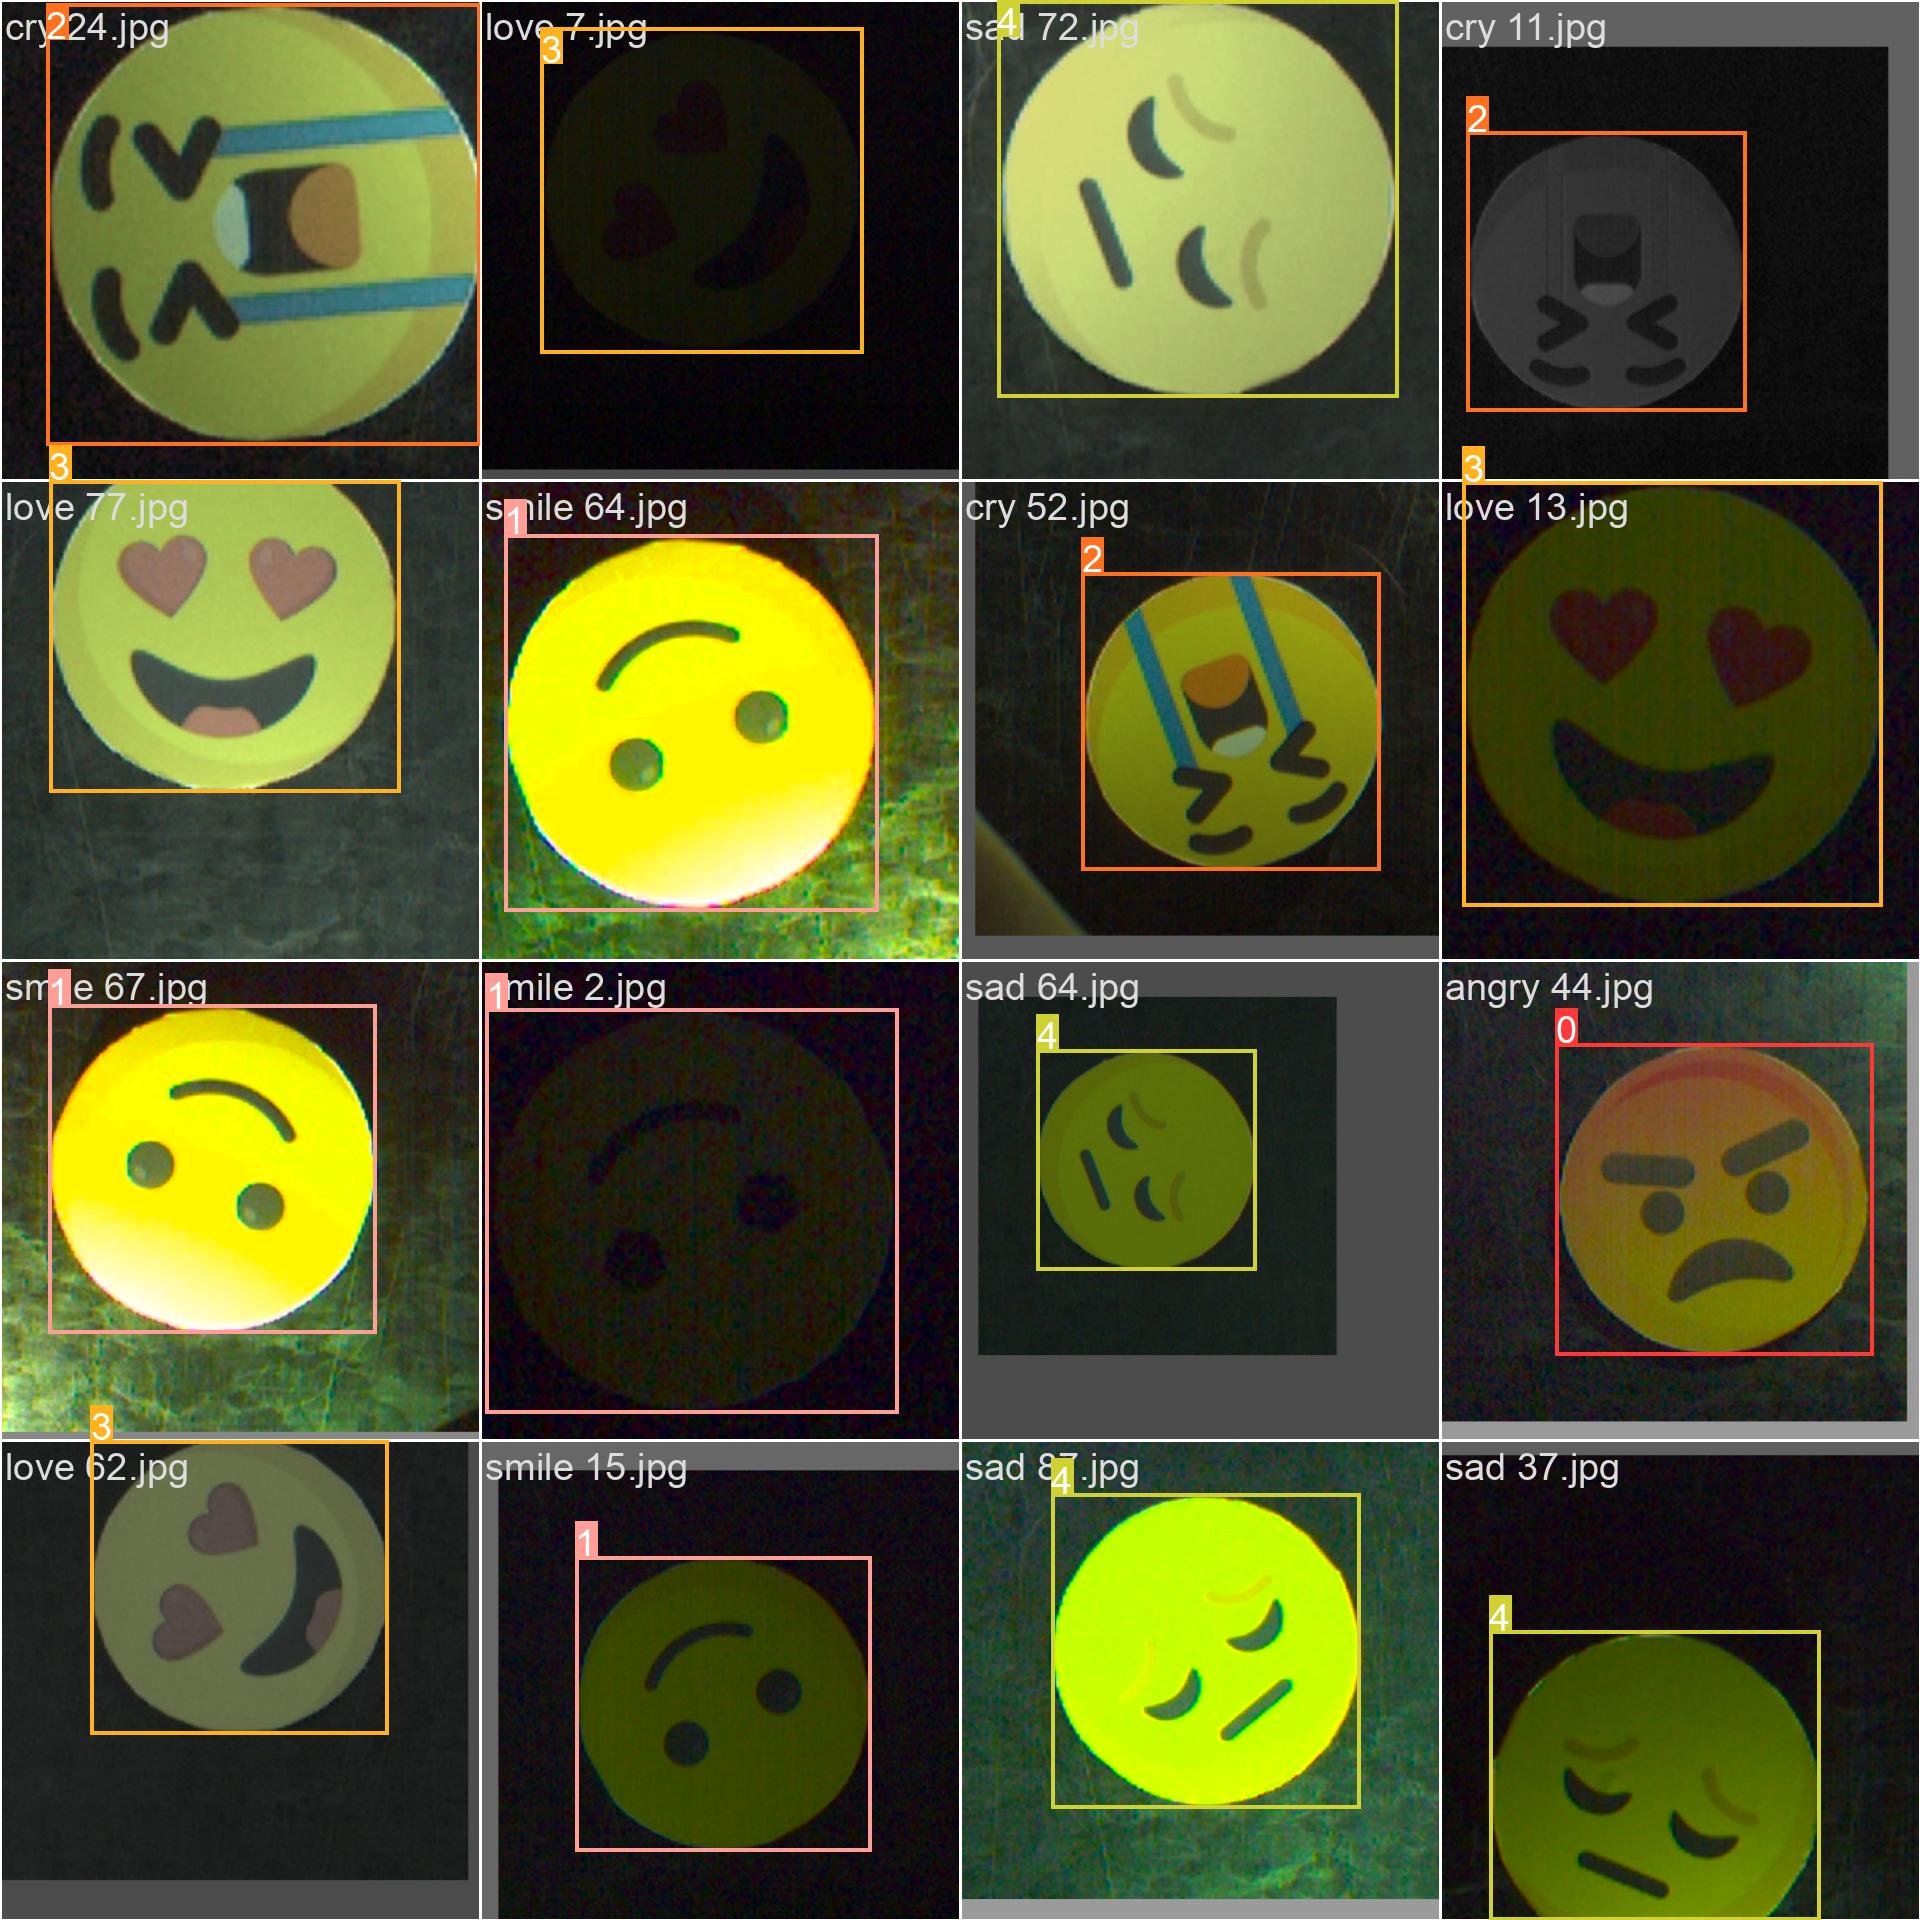 cry 24.jpg
2
love 7.jpg
3
sad 72.jpg
4
cry 11.jpg
2
love 77.jpg
3
smile 64.jpg
1
cry 52.jpg
2
love 13.jpg
3
smile 67.jpg
1
smile 2.jpg
1
sad 64.jpg
4
angry 44.jpg
0
love 62.jpg
3
smile 15.jpg
1
sad 87.jpg
4
sad 37.jpg
4